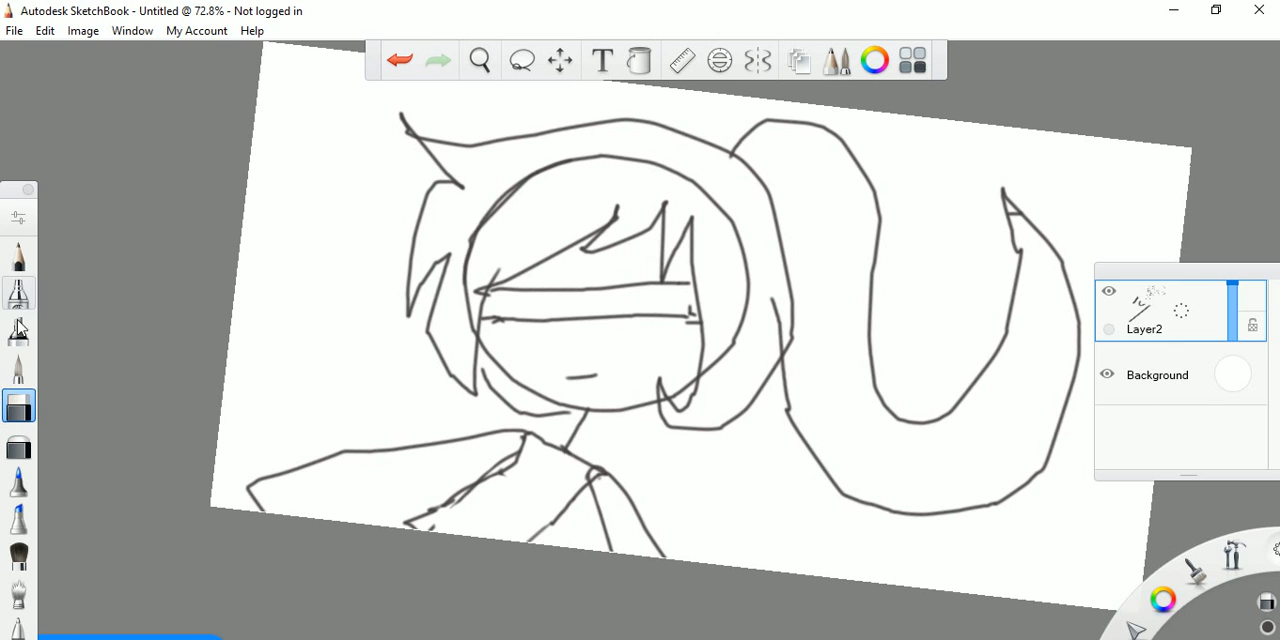 Autodesk SketchBook - Untitled @ 72.8% - Not logged in
File Edit Image Window My Account Help
T
Layer2
Background